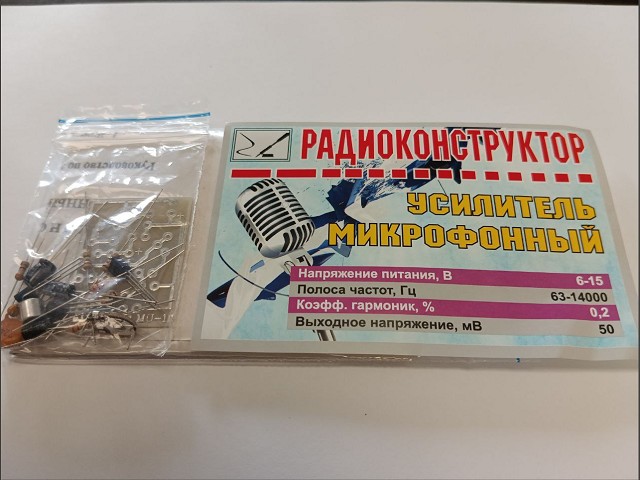 РАДИОКОНСТРУКТОР
УСИЛИТЕЛЬ
МИКРОФОННЫЙ
Напряжение питания, В 6-15
Полоса частот, Гц 63-14000
Коэфф. гармоник, % 0,2
Выходное напряжение, мВ 50